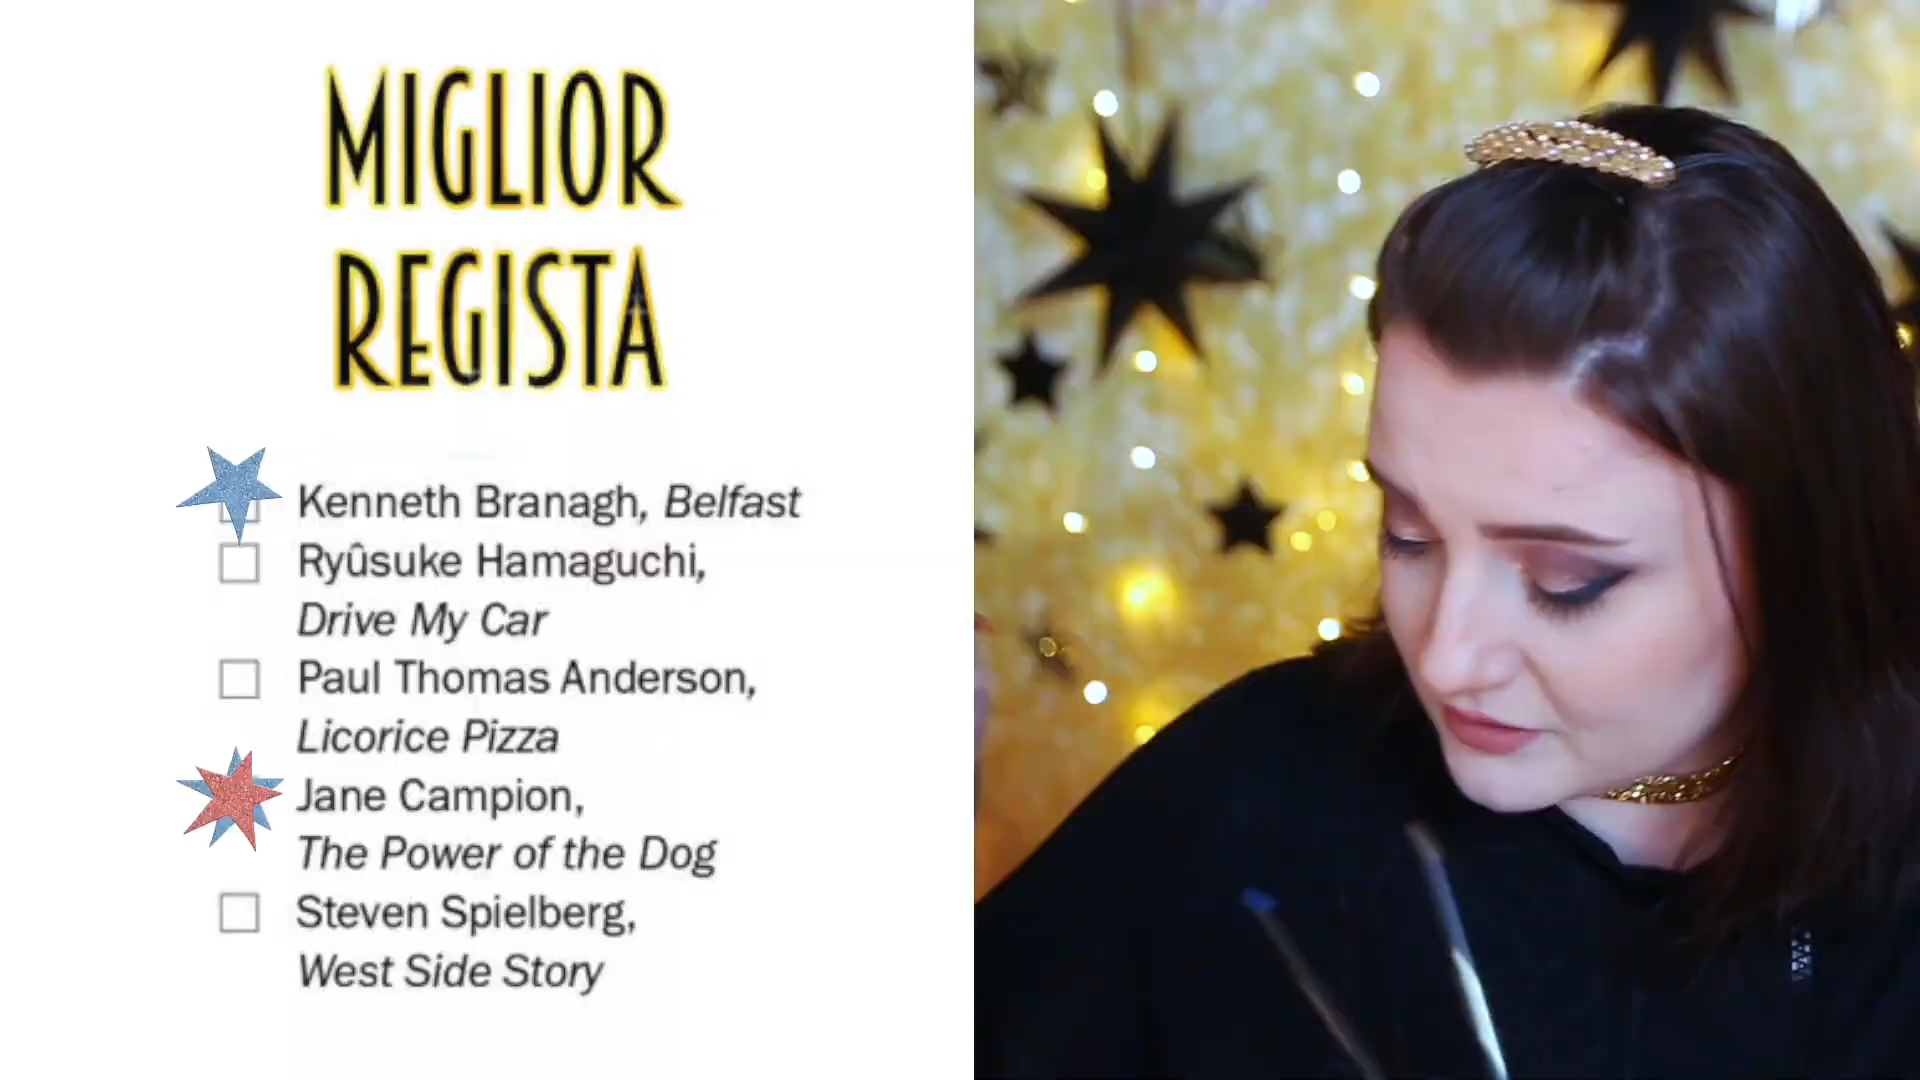 MIGLIOR
REGISTA
Kenneth Branagh, Belfast
Ryûsuke Hamaguchi,
Drive My Car
Paul Thomas Anderson,
Licorice Pizza
Jane Campion,
The Power of the Dog
Steven Spielberg,
West Side Story